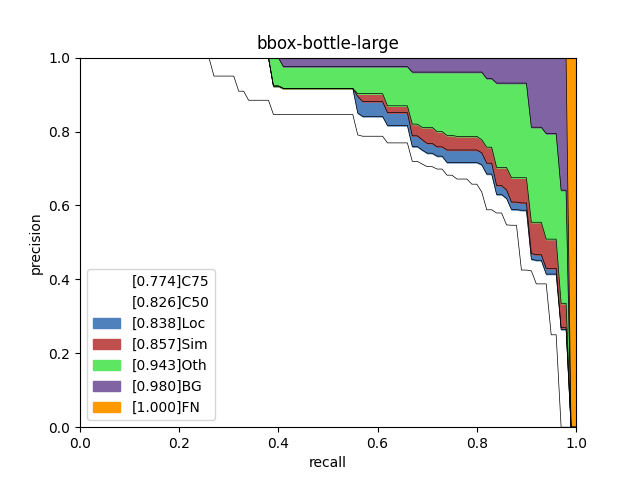 bbox-bottle-large
precision
1.0
0.8
0.6
0.4
0.2
0.0
[0.774]C75
[0.826]C50
[0.838]Loc
[0.857]Sim
[0.943]Oth
[0.980]BG
[1.000]FN
0.0 0.2 0.4 0.6 0.8 1.0
recall